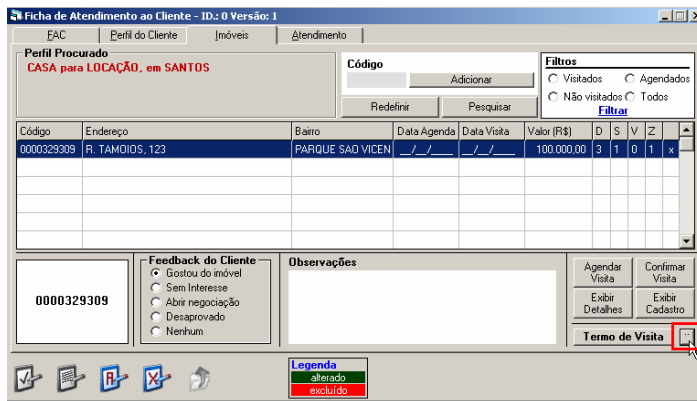 Ficha de Atendimento ao Cliente - ID.: 0 Versão: 1
FAC Perfil do Cliente Imóveis Atendimento
Perfil Procurado
CASA para LOCAÇÃO, em SANTOS
Código
Adicionar
Redefinir Pesquisar
Filtros
Visitados Agendados
Não visitados Todos
Filtrar
Código Endereço Bairro Data Agenda Data Visita Valor (R$) D S V Z
0000329309 R. TAMOIOS, 123 PARQUE SAO VICEN __/__/____ __/__/____ 100.000,00 3 1 0 1 x
0000329309
Feedback do Cliente
Gostou do imóvel
Sem Interesse
Abrir negociação
Desaprovado
Nenhum
Observações
Agendar Visita
Confirmar Visita
Exibir Detalhes
Exibir Cadastro
Termo de Visita ..
Legenda
alterado
excluído